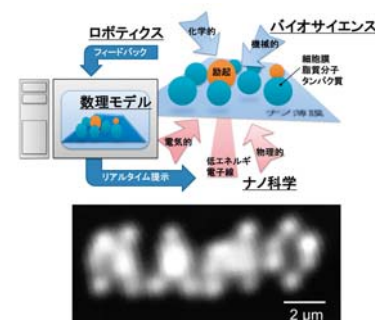 ロボティクス
バイオサイエンス
フィードバック
化学的
機械的
励起
細胞膜
脂質分子
タンパク質
数理モデル
ナノ薄膜
電気的
低エネルギ
電子線
物理的
リアルタイム提示
ナノ科学
2 μm